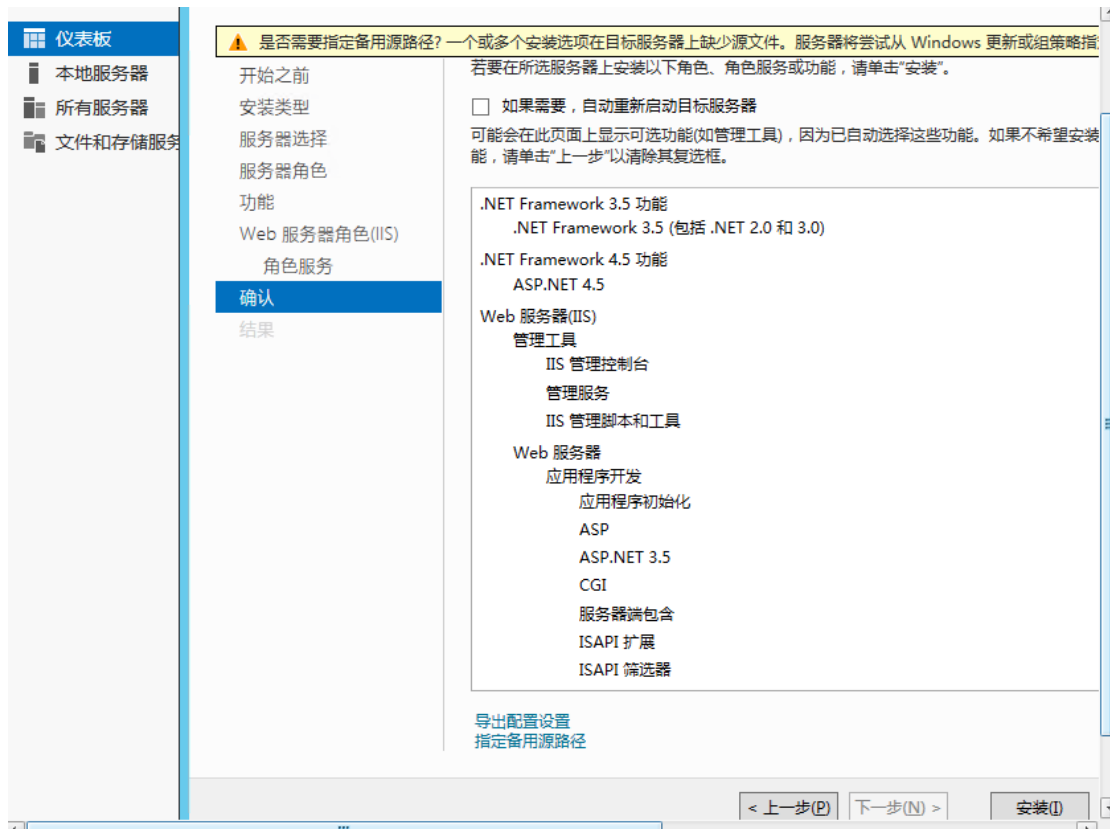 仪表板
本地服务器
所有服务器
文件和存储服务
是否需要指定备用源路径? 一个或多个安装选项在目标服务器上缺少源文件。服务器将尝试从 Windows 更新或组策略指
开始之前
安装类型
服务器选择
服务器角色
功能
Web 服务器角色(IIS)
角色服务
确认
结果
若要在所选服务器上安装以下角色、角色服务或功能，请单击"安装"。
如果需要，自动重新启动目标服务器
可能会在此页面上显示可选功能(如管理工具)，因为已自动选择这些功能。如果不希望安装
能，请单击"上一步"以清除其复选框。
.NET Framework 3.5 功能
.NET Framework 3.5 (包括 .NET 2.0 和 3.0)
.NET Framework 4.5 功能
ASP.NET 4.5
Web 服务器(IIS)
管理工具
IIS 管理控制台
管理服务
IIS 管理脚本和工具
Web 服务器
应用程序开发
应用程序初始化
ASP
ASP.NET 3.5
CGI
服务器端包含
ISAPI 扩展
ISAPI 筛选器
导出配置设置
指定备用源路径
< 上一步(P)
下一步(N) >
安装(I)